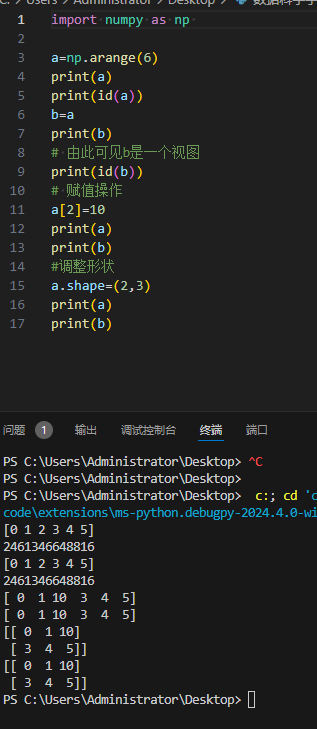 C: > Users > Administrator > Desktop > 数据科学
1 import numpy as np
2
3 a=np.arange(6)
4 print(a)
5 print(id(a))
6 b=a
7 print(b)
8 # 由此可见b是一个视图
9 print(id(b))
10 # 赋值操作
11 a[2]=10
12 print(a)
13 print(b)
14 #调整形状
15 a.shape=(2,3)
16 print(a)
17 print(b)
问题 1 输出 调试控制台 终端 端口
PS C:\Users\Administrator\Desktop> ^C
PS C:\Users\Administrator\Desktop>
PS C:\Users\Administrator\Desktop>  c:; cd 'c
code\extensions\ms-python.debugpy-2024.4.0-wi
[0 1 2 3 4 5]
2461346648816
[0 1 2 3 4 5]
2461346648816
[ 0  1 10  3  4  5]
[ 0  1 10  3  4  5]
[[ 0  1 10]
 [ 3  4  5]]
[[ 0  1 10]
 [ 3  4  5]]
PS C:\Users\Administrator\Desktop>